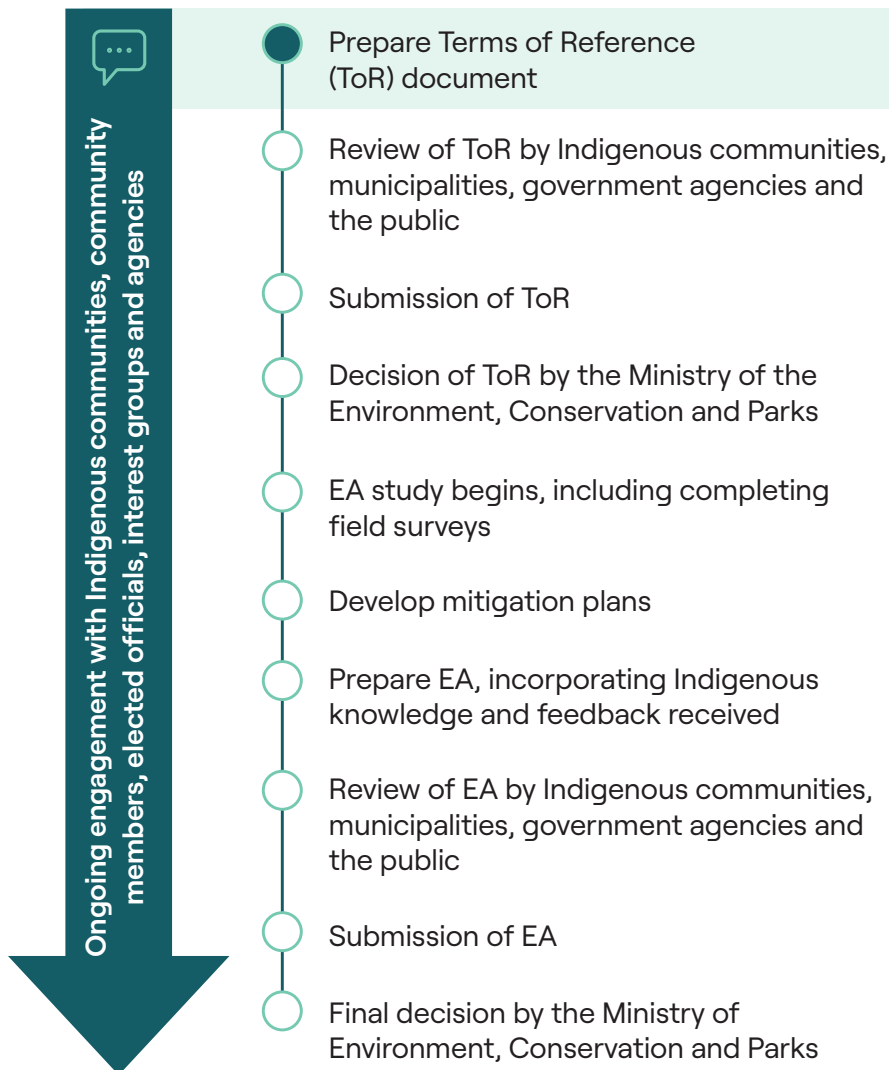 Ongoing engagement with Indigenous communities, community
members, elected officials, interest groups and agencies
Prepare Terms of Reference
(ToR) document
Review of ToR by Indigenous communities,
municipalities, government agencies and
the public
Submission of ToR
Decision of ToR by the Ministry of the
Environment, Conservation and Parks
EA study begins, including completing
field surveys
Develop mitigation plans
Prepare EA, incorporating Indigenous
knowledge and feedback received
Review of EA by Indigenous communities,
municipalities, government agencies and
the public
Submission of EA
Final decision by the Ministry of
Environment, Conservation and Parks